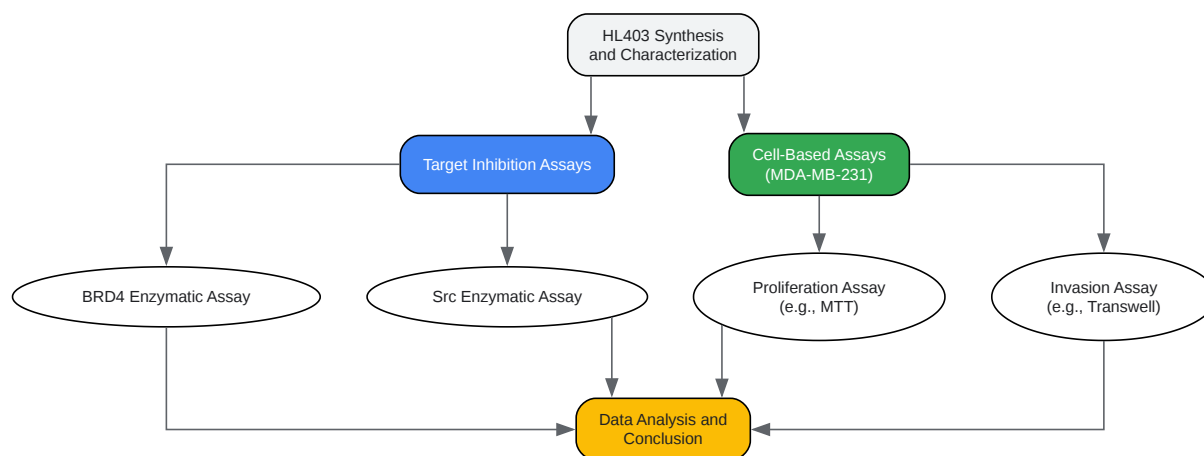 HL403 Synthesis
and Characterization
Target Inhibition Assays
Cell-Based Assays
(MDA-MB-231)
BRD4 Enzymatic Assay
Src Enzymatic Assay
Proliferation Assay
(e.g., MTT)
Invasion Assay
(e.g., Transwell)
Data Analysis and
Conclusion